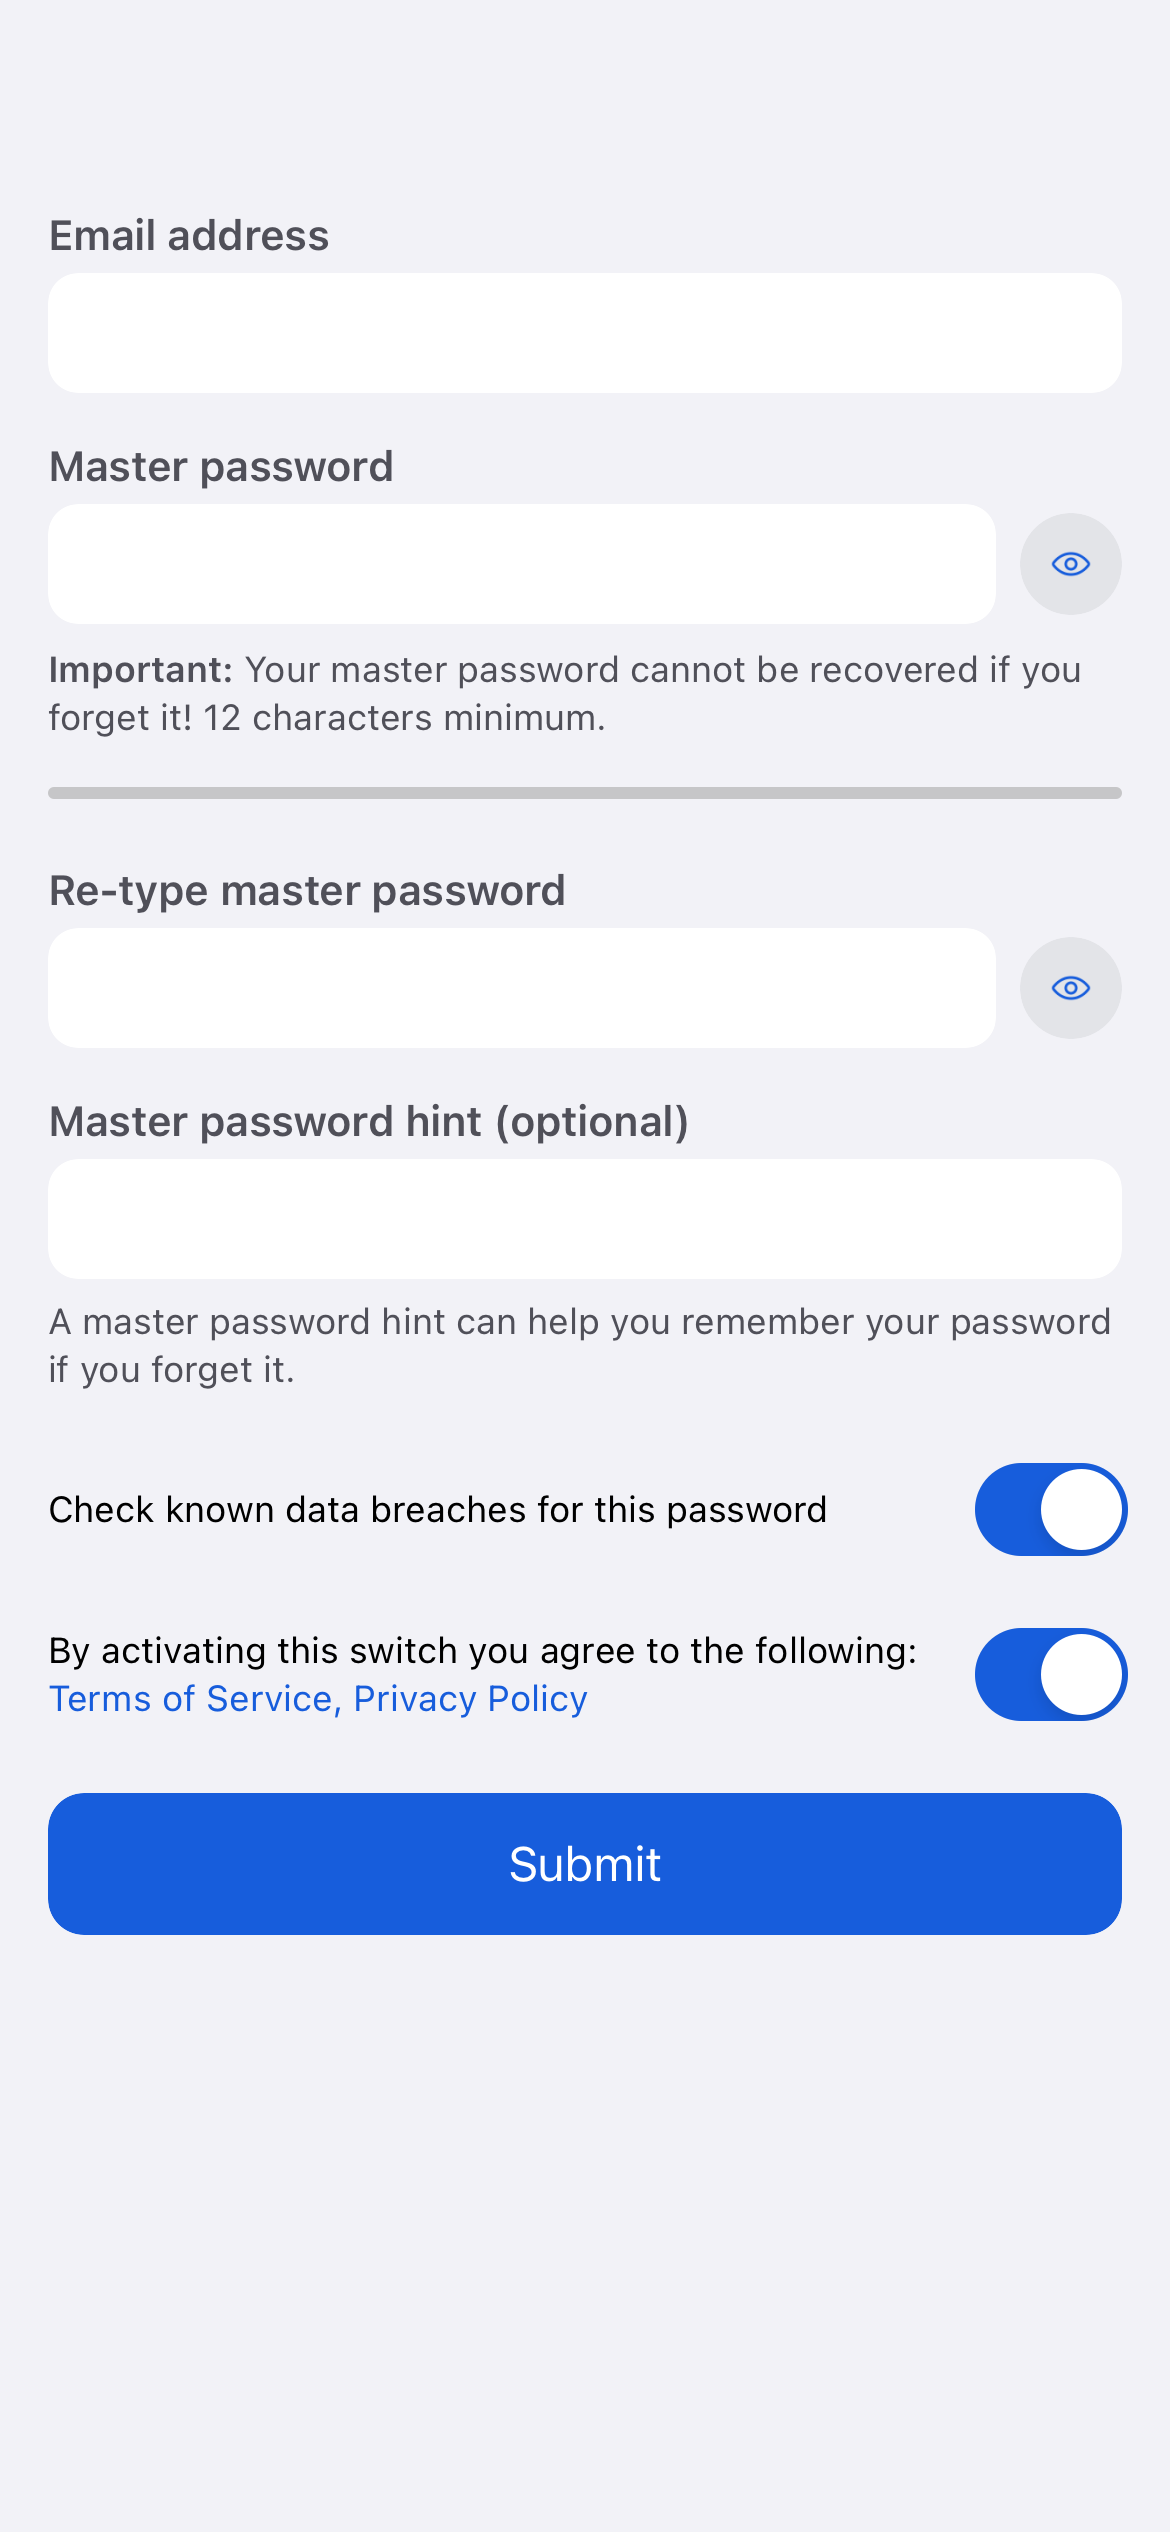 Email address
Master password
Important: Your master password cannot be recovered if you
forget it! 12 characters minimum.
Re-type master password
Master password hint (optional)
A master password hint can help you remember your password
if you forget it.
Check known data breaches for this password
By activating this switch you agree to the following:
Terms of Service, Privacy Policy
Submit